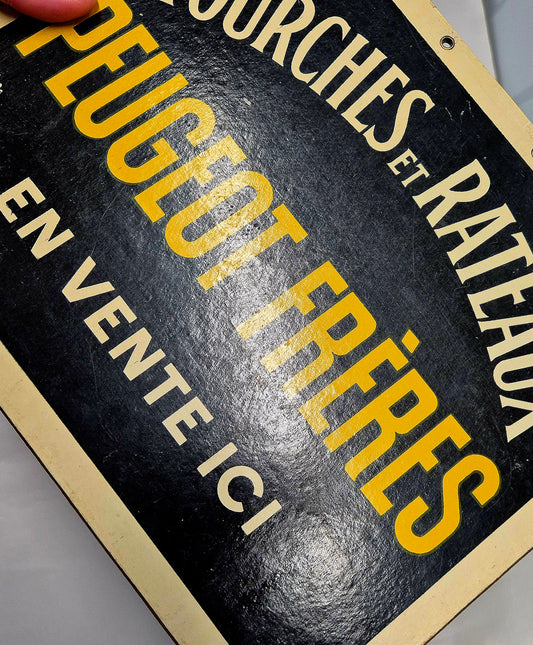 FOURCHES ET RATEAUX
PEUGEOT FRÈRES
EN VENTE ICI